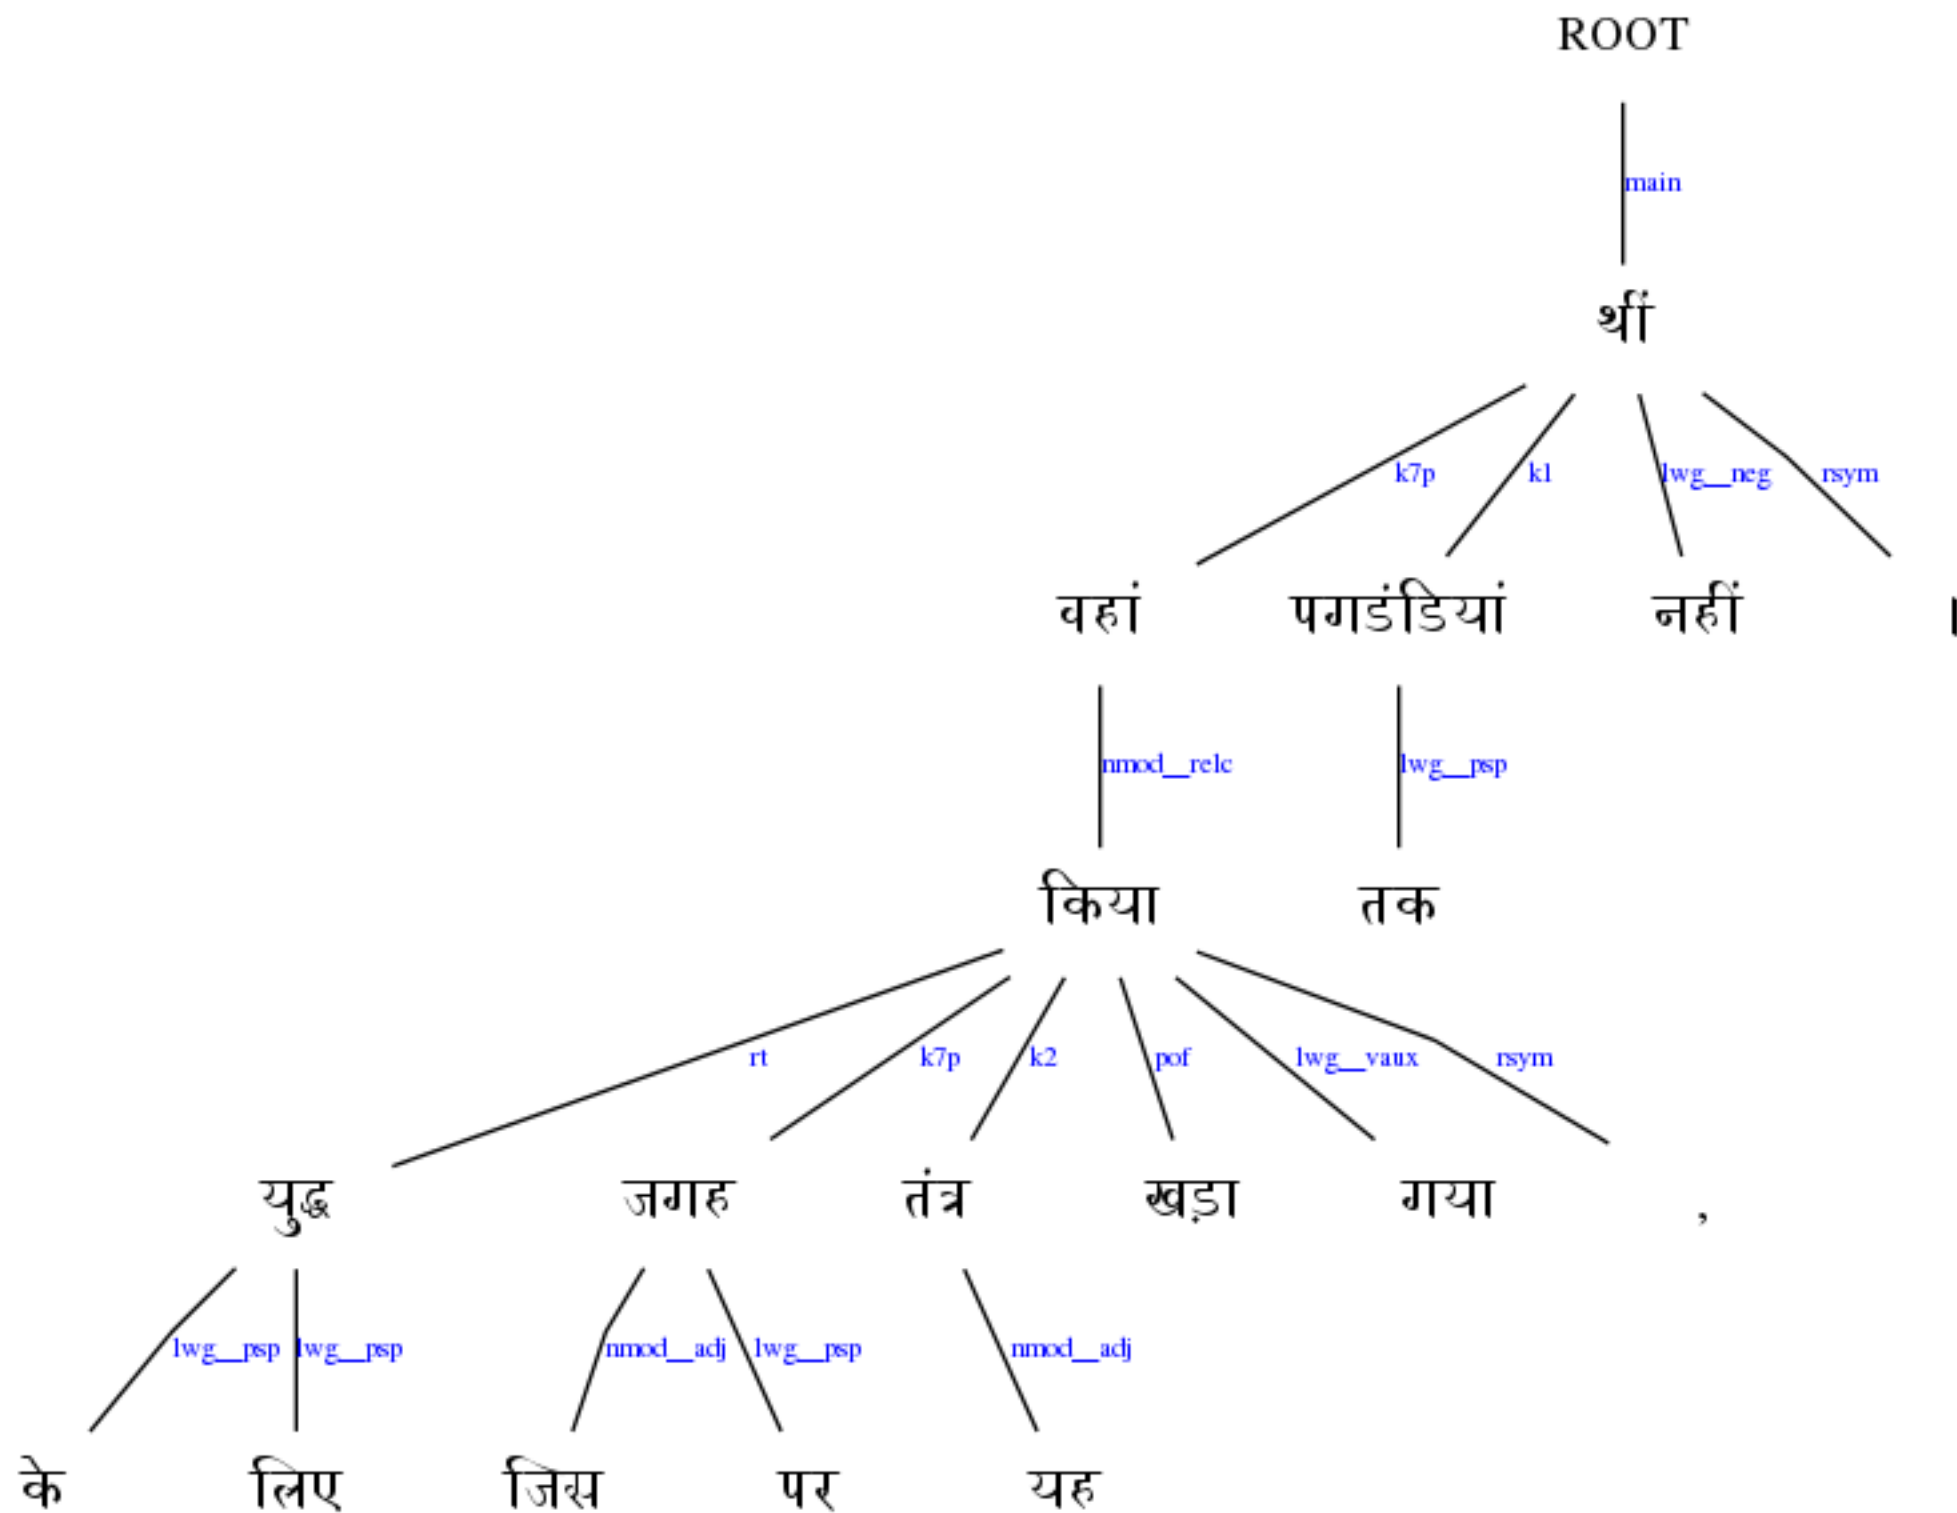 ROOT
main
थीं
k7p k1 lwg__neg rsym
वहां पगडंडियां नहीं ।
nmod__relc lwg__psp
किया तक
rt k7p k2 pof lwg__vaux rsym
युद्ध जगह तंत्र खड़ा गया ,
lwg__psp lwg__psp nmod__adj lwg__psp nmod__adj
के लिए जिस पर यह